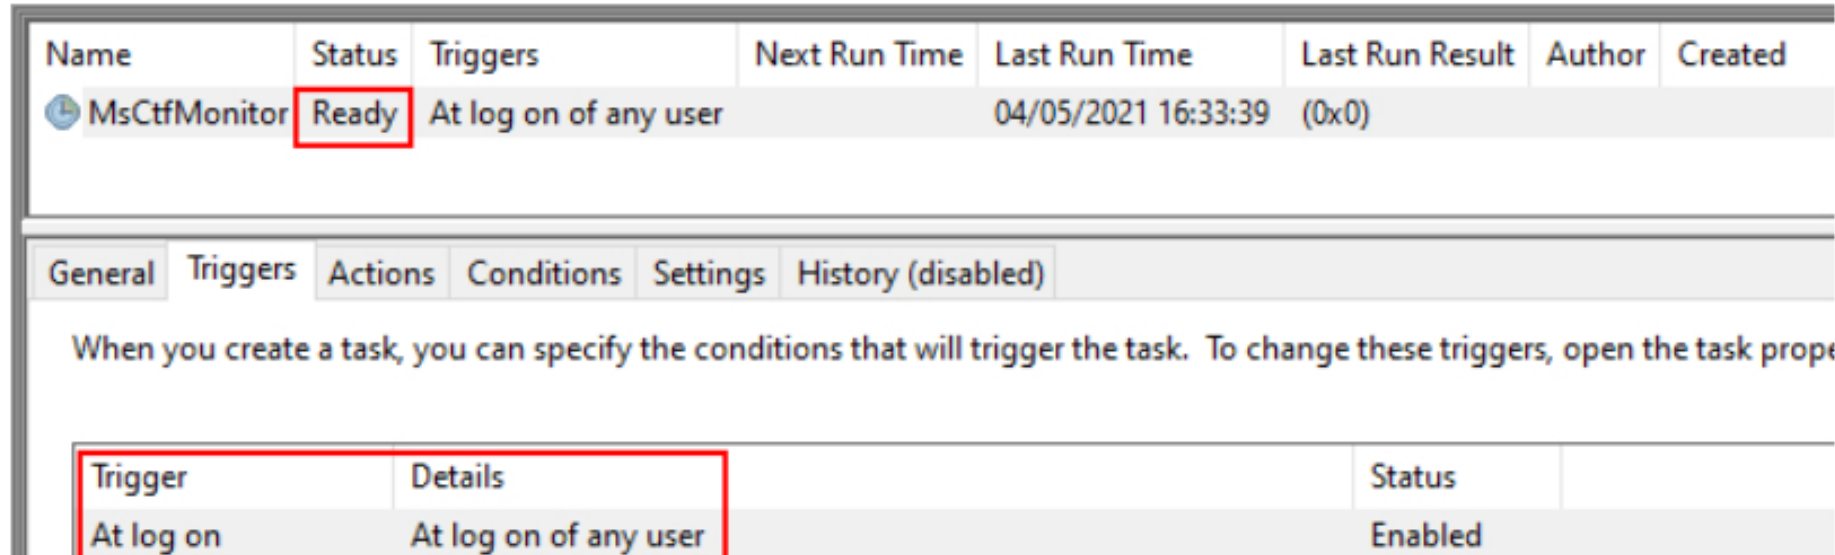 Name Status Triggers Next Run Time Last Run Time Last Run Result Author Created
MsCtfMonitor Ready At log on of any user 04/05/2021 16:33:39 (0x0)
General Triggers Actions Conditions Settings History (disabled)
When you create a task, you can specify the conditions that will trigger the task. To change these triggers, open the task prope
Trigger Details Status
At log on At log on of any user Enabled